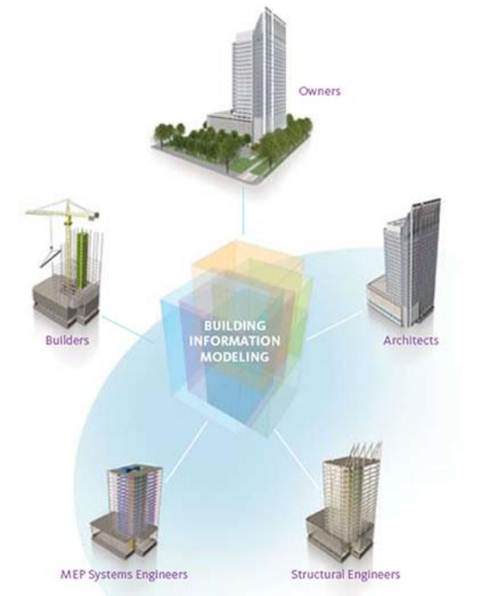 Owners
Builders
BUILDING
INFORMATION
MODELING
Architects
MEP Systems Engineers
Structural Engineers